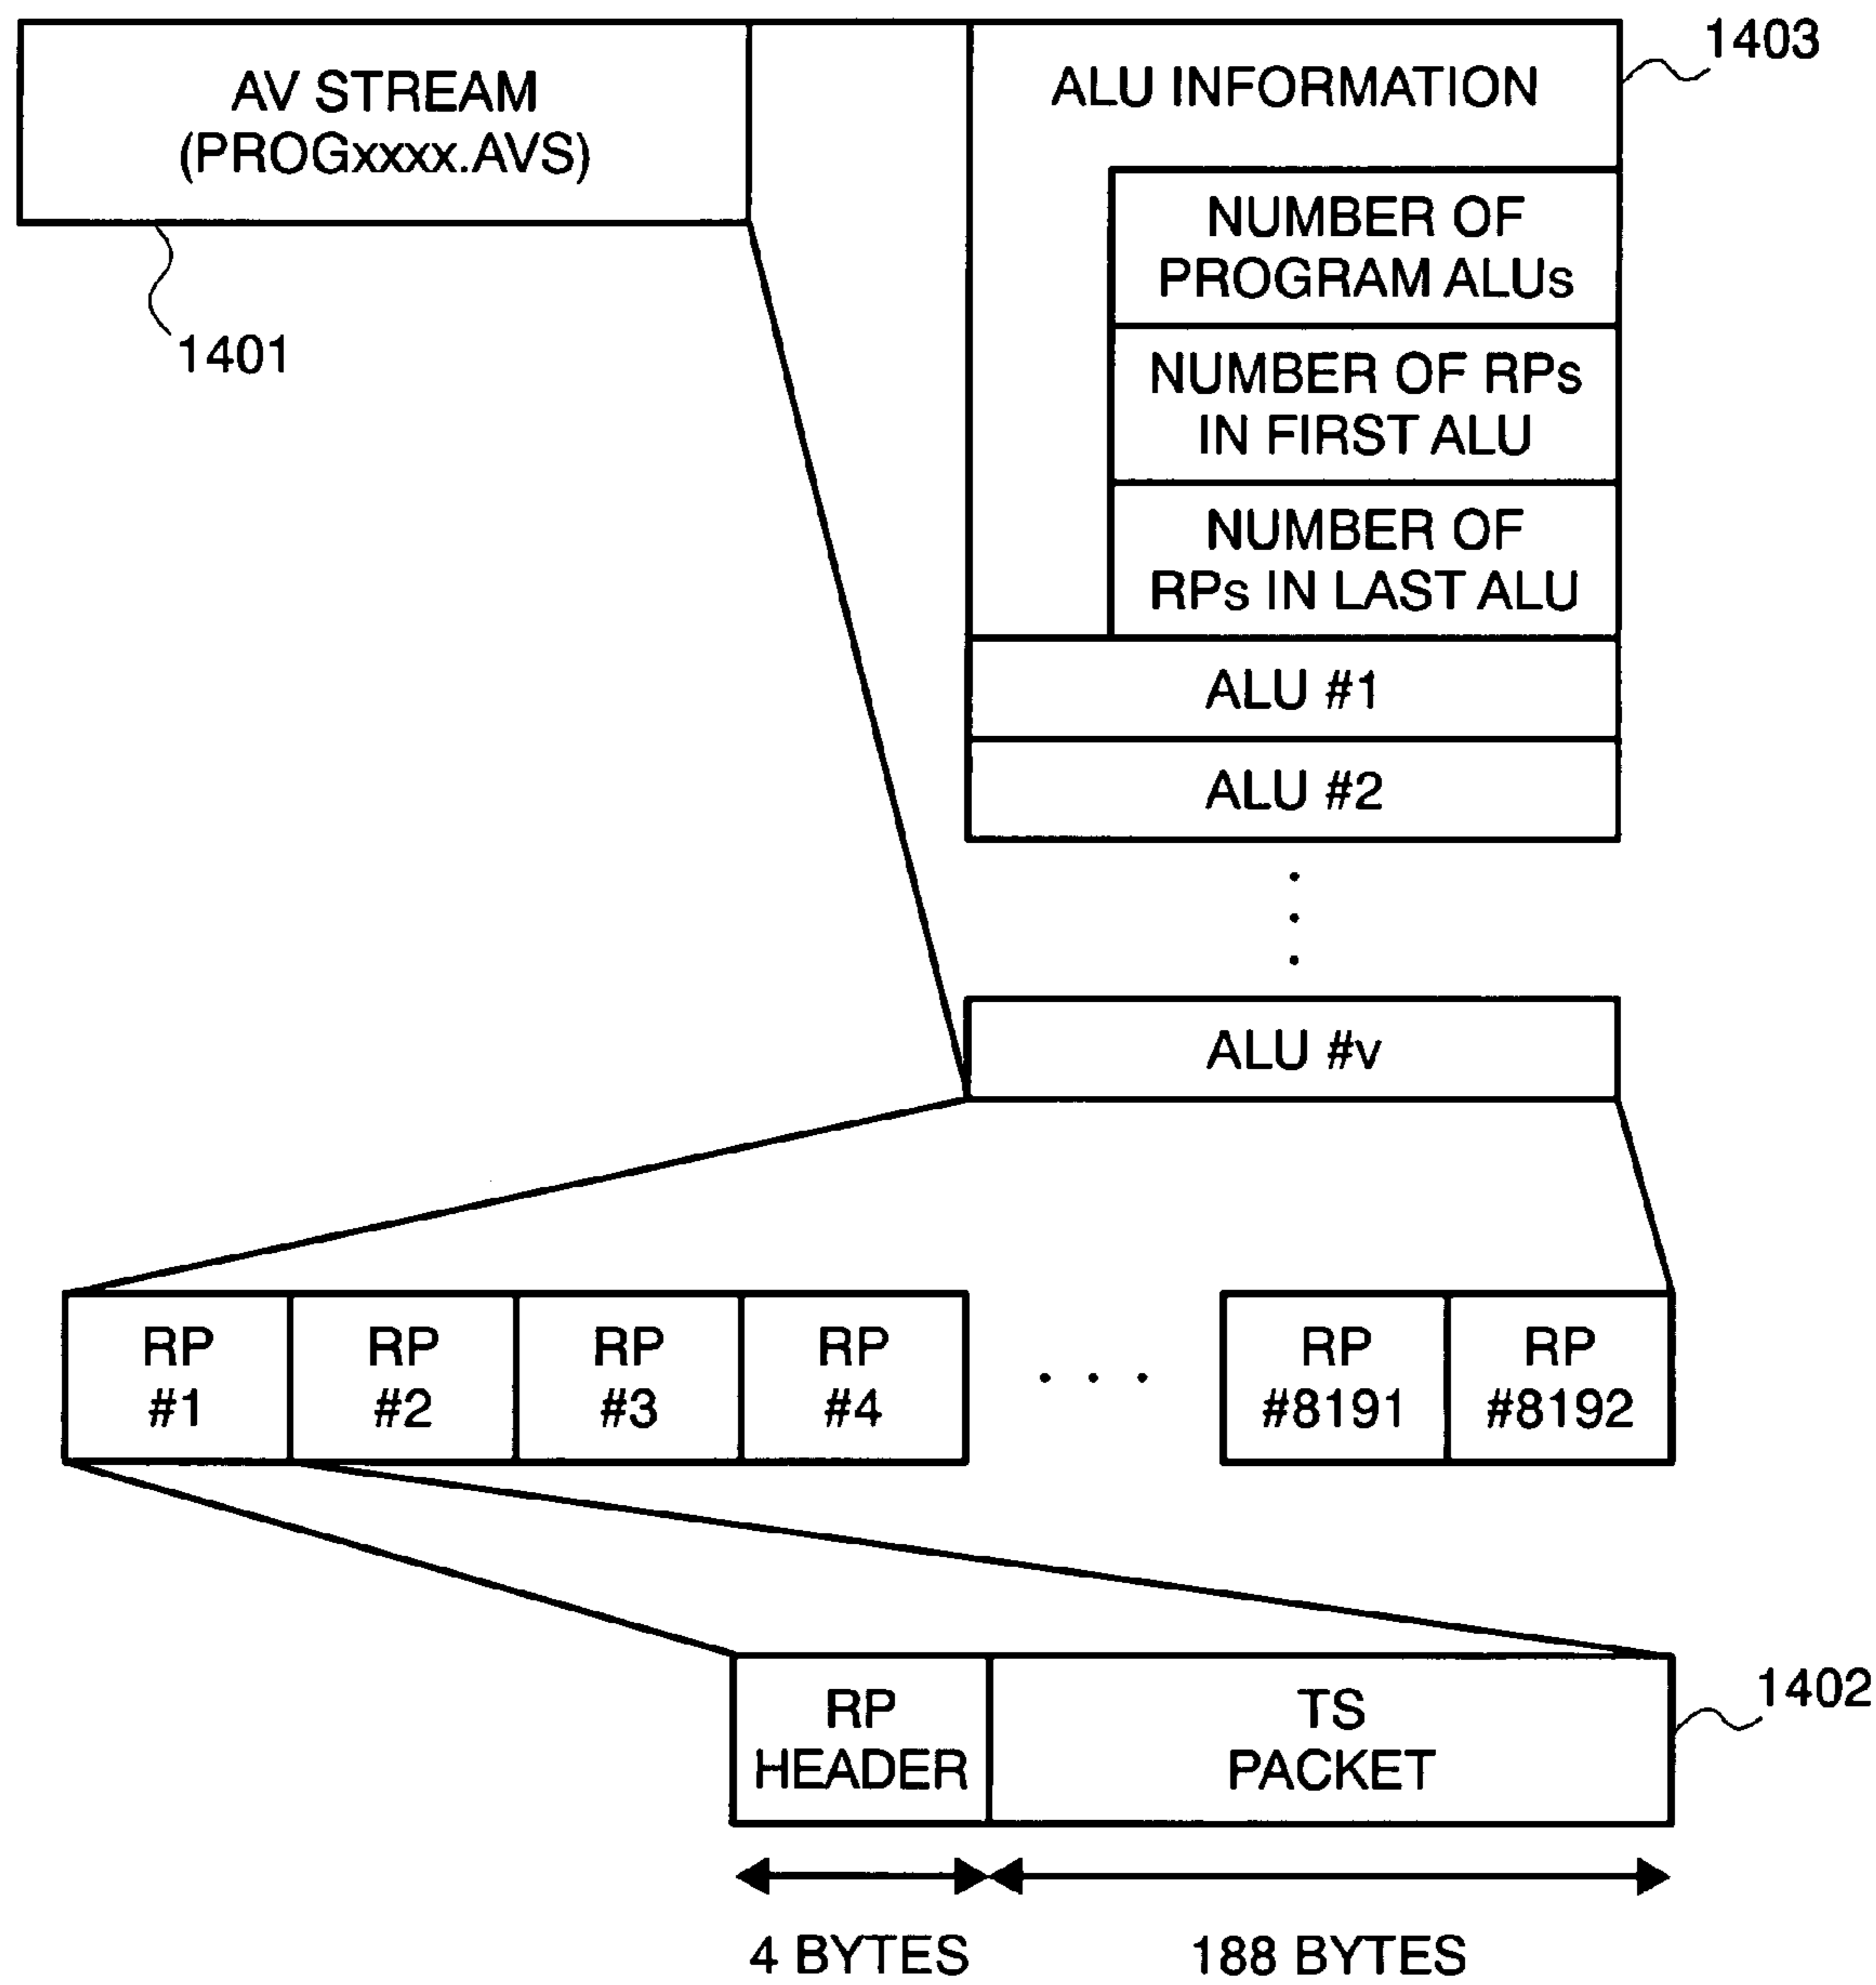 1403
AV STREAM
(PROGxxxx.AVS)
1401
ALU INFORMATION
NUMBER OF
PROGRAM ALUs
NUMBER OF RPs
IN FIRST ALU
NUMBER OF
RPs IN LAST ALU
ALU #1
ALU #2
ALU #v
RP
#1
RP
#2
RP
#3
RP
#4
RP
#8191
RP
#8192
RP
HEADER
TS
PACKET
1402
4 BYTES
188 BYTES